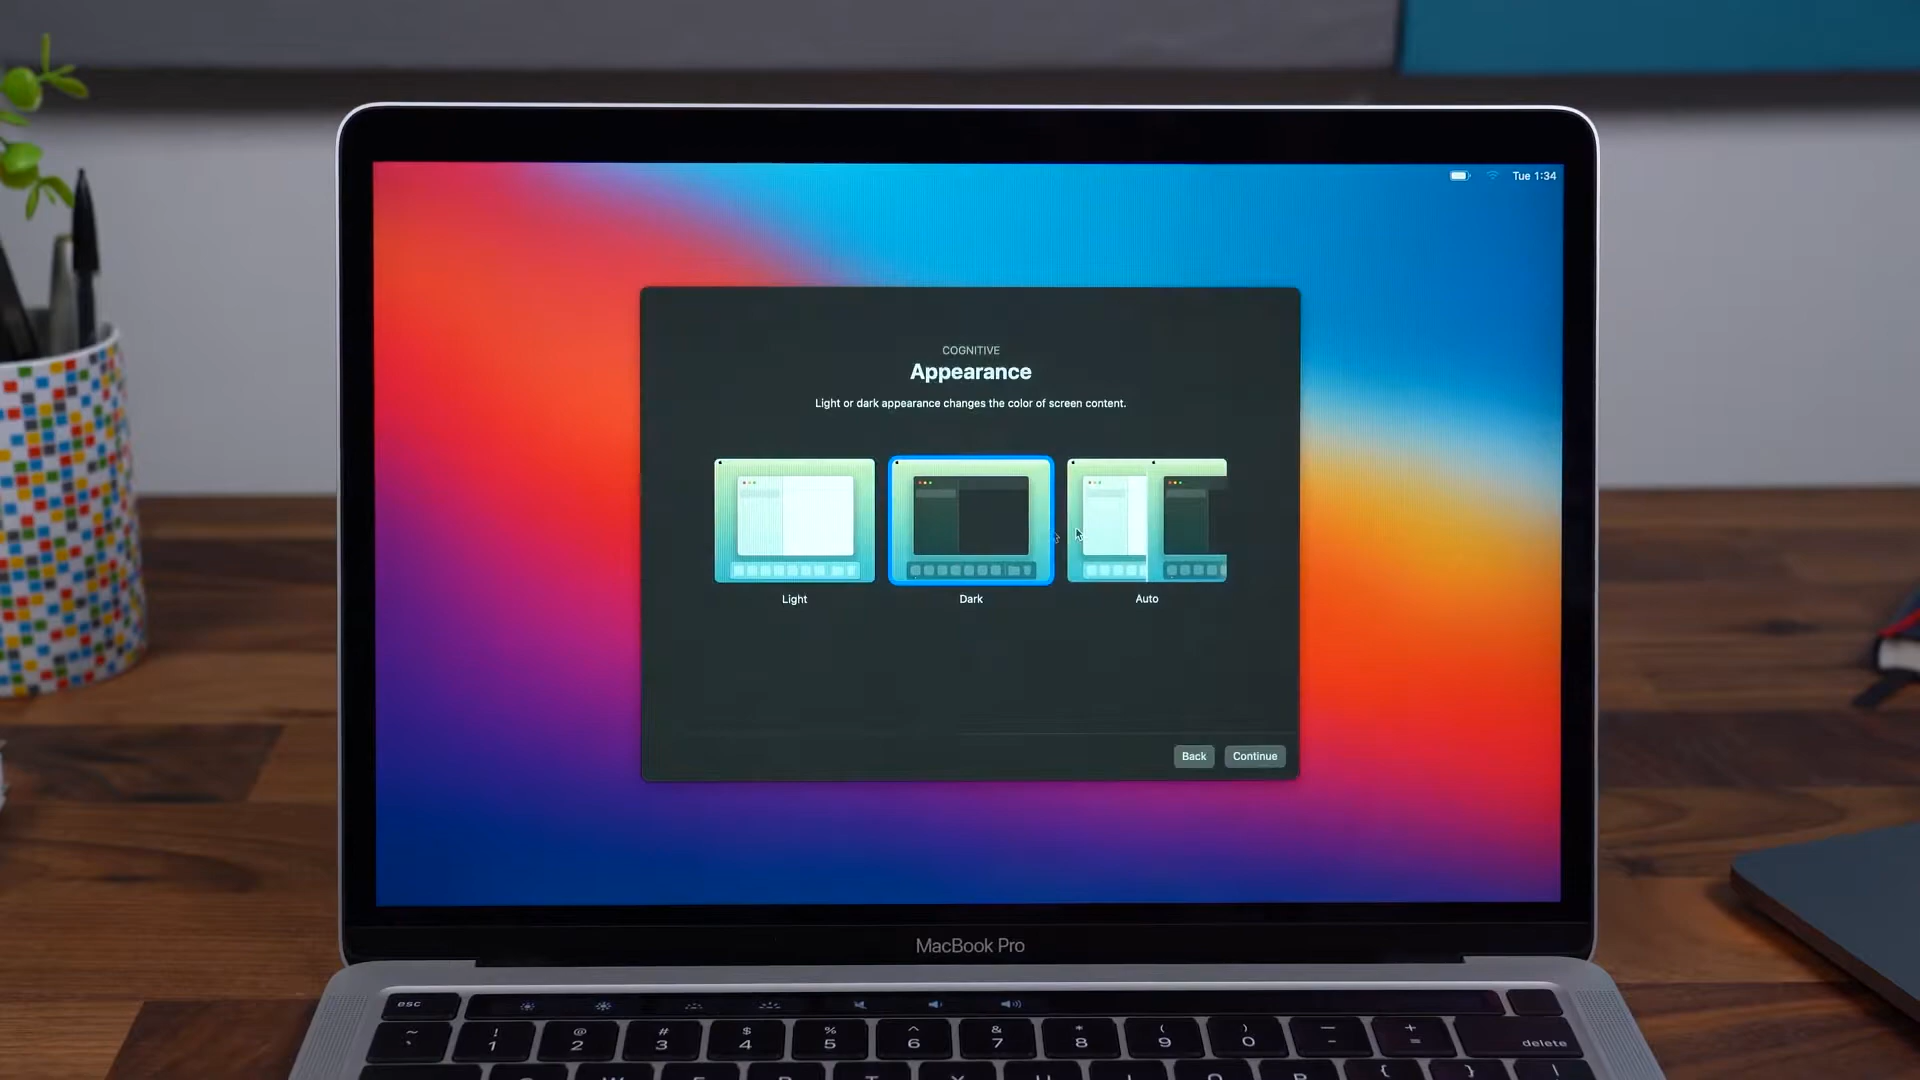 Tue 1:34
COGNITIVE
Appearance
Light or dark appearance changes the color of screen content.
Light
Dark
Auto
Back
Continue
MacBook Pro
esc
~ ! @ # $ % ^ & * ( ) — +
` 1 2 3 4 5 6 7 8 9 0 - = delete
{ } |